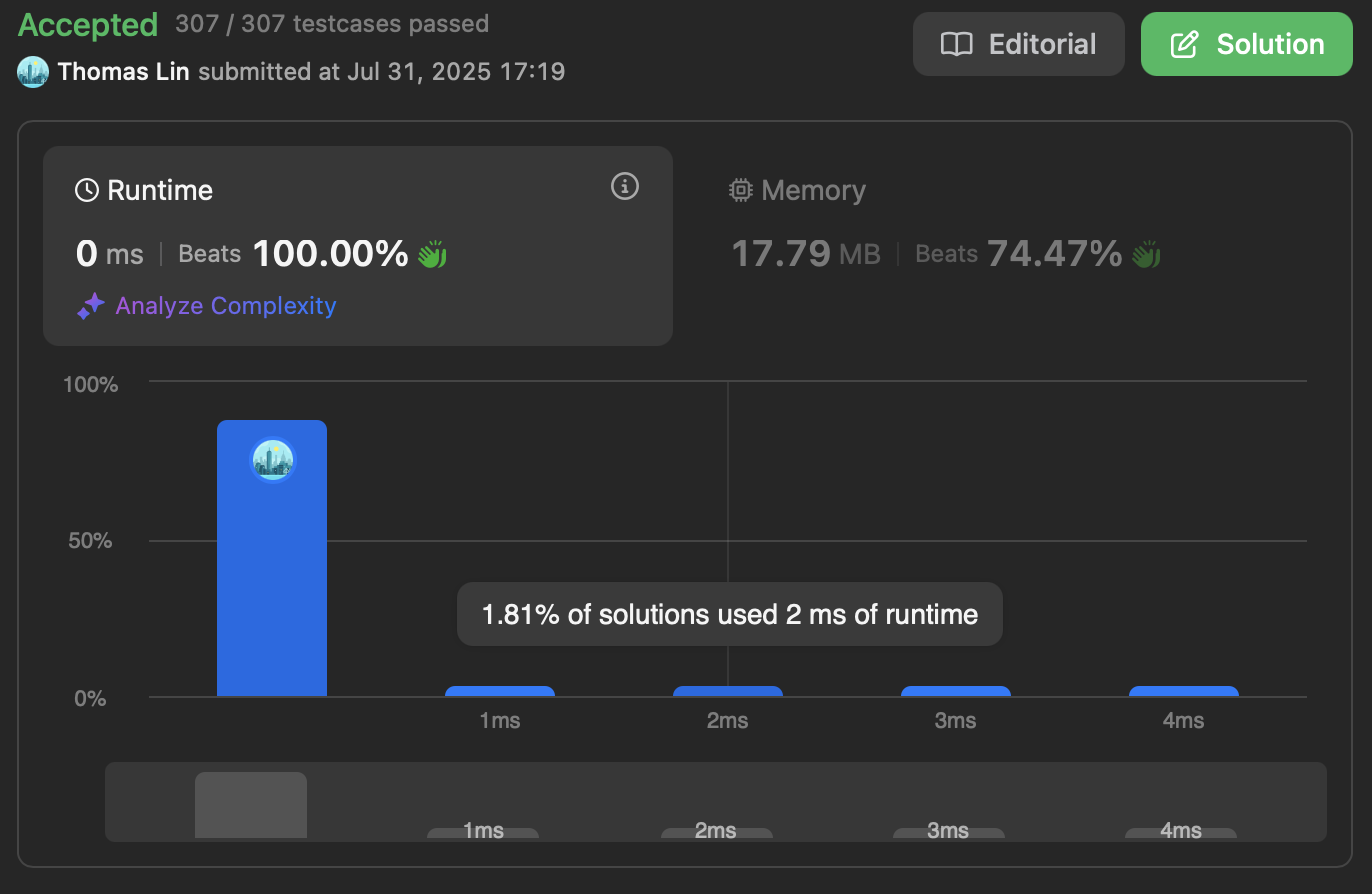 Accepted 307 / 307 testcases passed
Editorial
Solution
Thomas Lin submitted at Jul 31, 2025 17:19
Runtime
0 ms | Beats 100.00%
Analyze Complexity
Memory
17.79 MB | Beats 74.47%
100%
50%
0%
1.81% of solutions used 2 ms of runtime
1ms 2ms 3ms 4ms
1ms 2ms 3ms 4ms